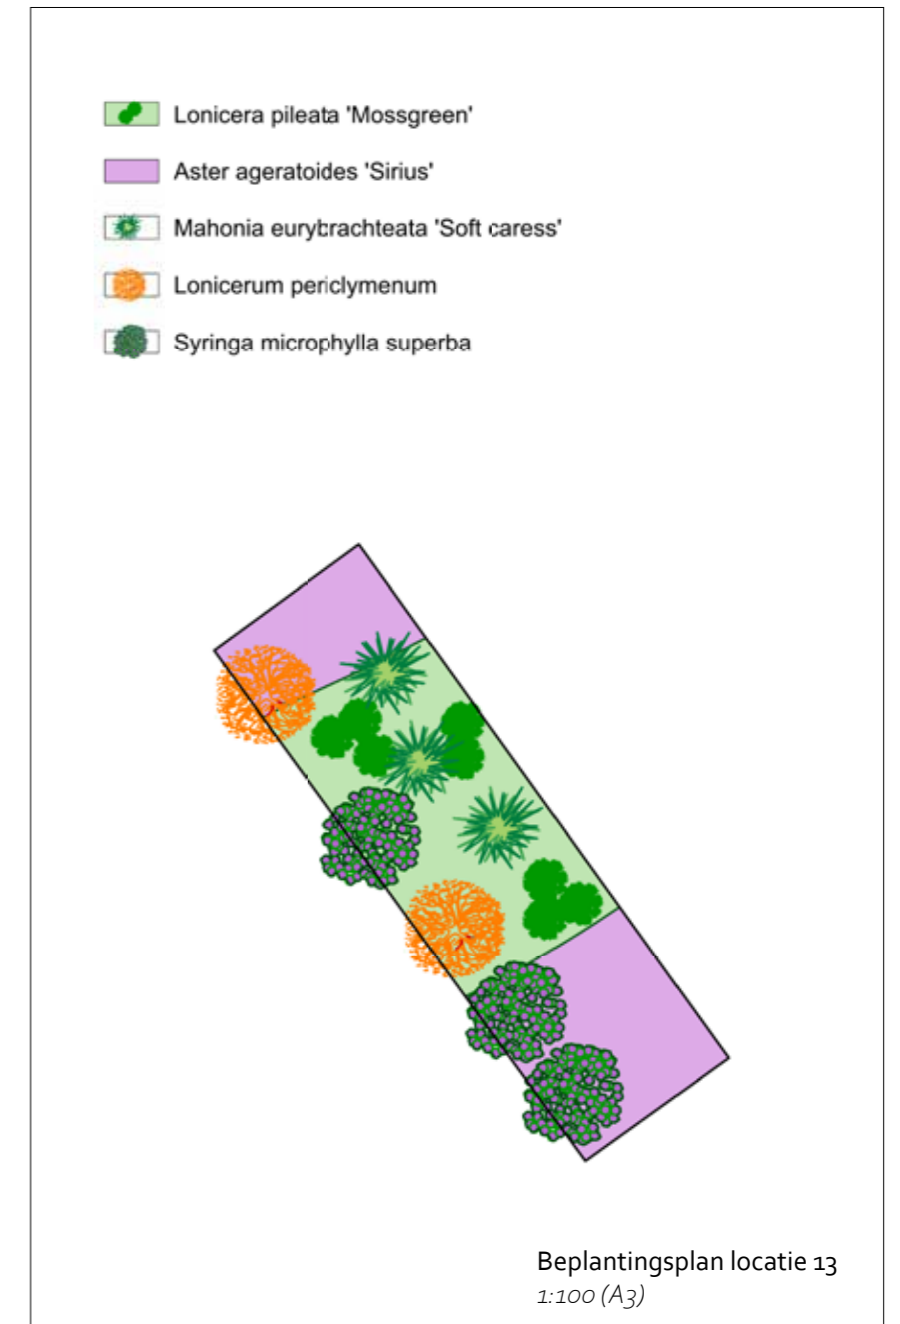 Lonicera pileata 'Mossgreen'
Aster ageratoides 'Sirius'
Mahonia eurybrachteata 'Soft caress'
Lonicerum periclymenum
Syringa microphylla superba
Beplantingsplan locatie 13
1:100 (A3)